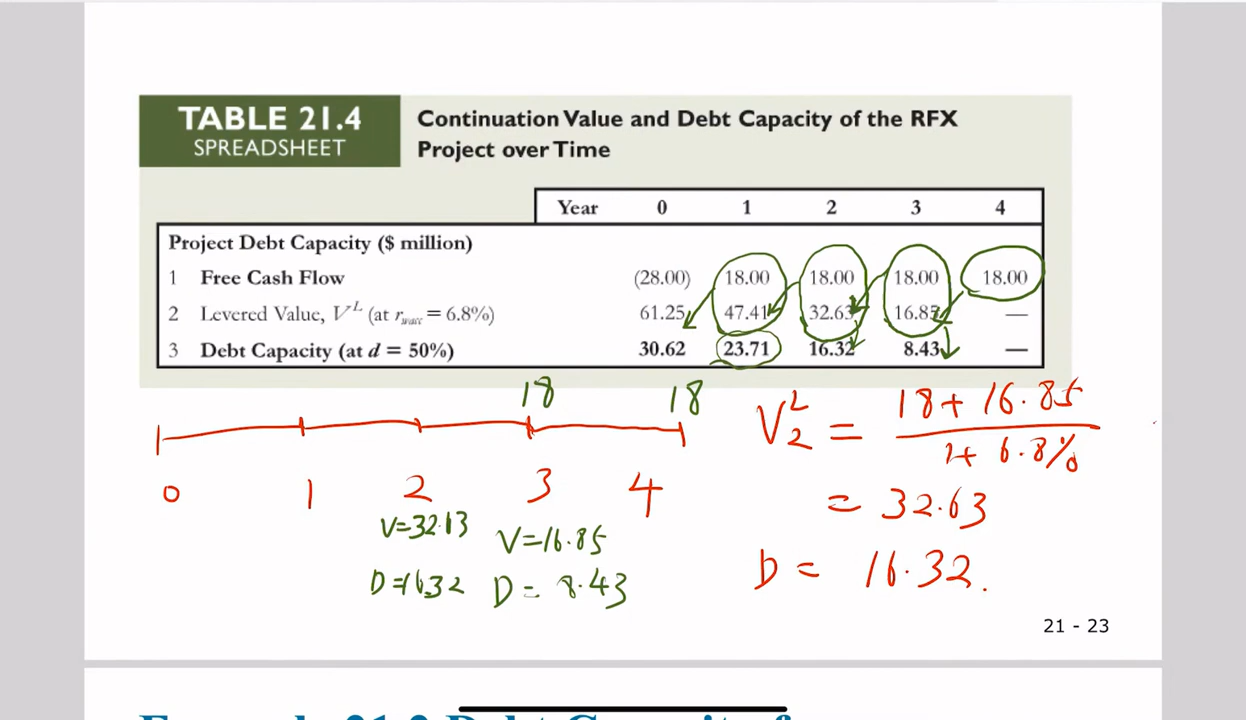 TABLE 21.4
SPREADSHEET
Continuation Value and Debt Capacity of the RFX
Project over Time
Year 0 1 2 3 4
Project Debt Capacity ($ million)
1 Free Cash Flow (28.00) 18.00 18.00 18.00 18.00
2 Levered Value, V^L (at r_wacc = 6.8%) 61.25 47.41 32.63 16.85 —
3 Debt Capacity (at d = 50%) 30.62 23.71 16.32 8.43 —
18 18
0 1 2 3 4
V=32.13 V=16.85
D=16.32 D=8.43
V_2^L = (18+16.85)/(1+6.8%)
= 32.63
D = 16.32.
21 - 23